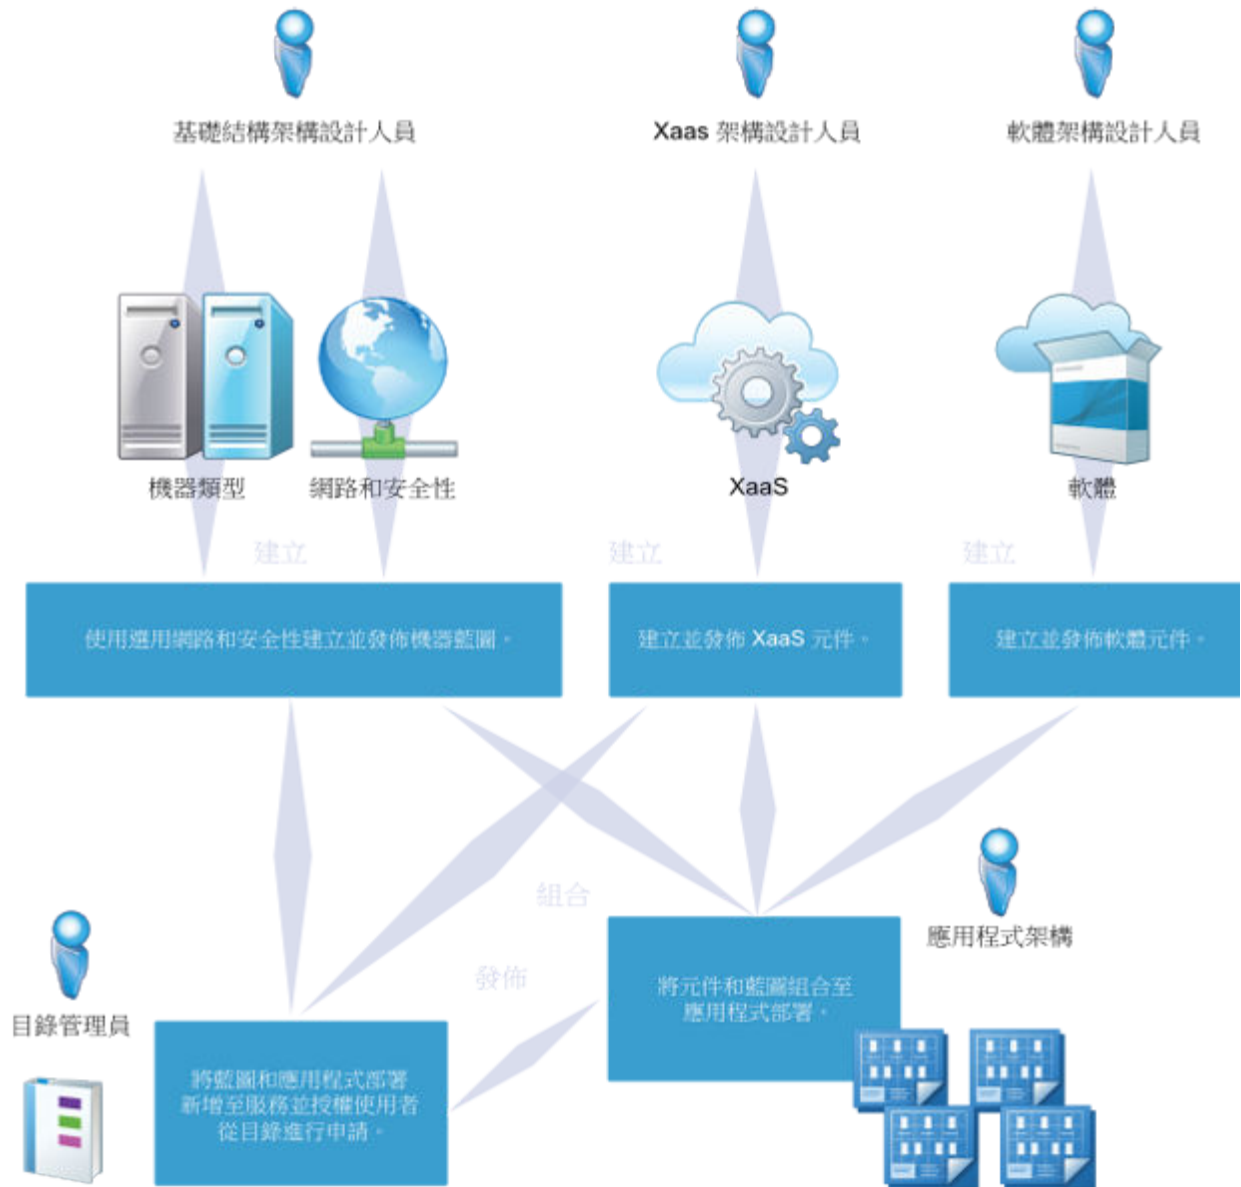 基礎結構架構設計人員
Xaas 架構設計人員
軟體架構設計人員
機器類型
網路和安全性
XaaS
軟體
建立
建立
建立
使用選用網路和安全性建立並發佈機器藍圖。
建立並發佈 XaaS 元件。
建立並發佈軟體元件。
組合
應用程式架構
發佈
將元件和藍圖組合至
應用程式部署。
目錄管理員
將藍圖和應用程式部署
新增至服務並授權使用者
從目錄進行申請。